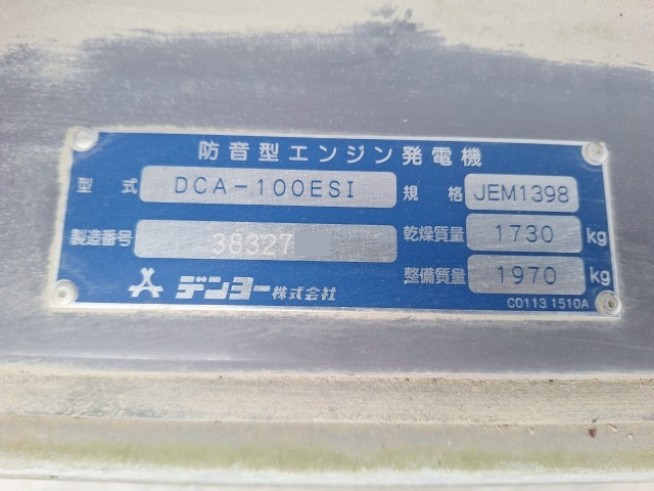 防音型エンジン発電機
型式 DCA-100ESI 規格 JEM1398
製造番号 38327 乾燥質量 1730 kg
整備質量 1970 kg
デンヨー株式会社
C0113 1510A